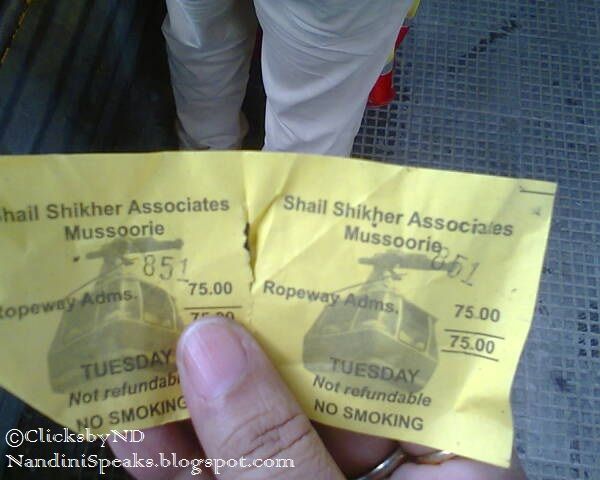 Shail Shikher Associates
Mussoorie
851
Ropeway Adms. 75.00
75.00
TUESDAY
Not refundable
NO SMOKING
Shail Shikher Associates
Mussoorie
851
Ropeway Adms. 75.00
75.00
TUESDAY
Not refundable
NO SMOKING
©ClicksbyND
NandiniSpeaks.blogspot.com